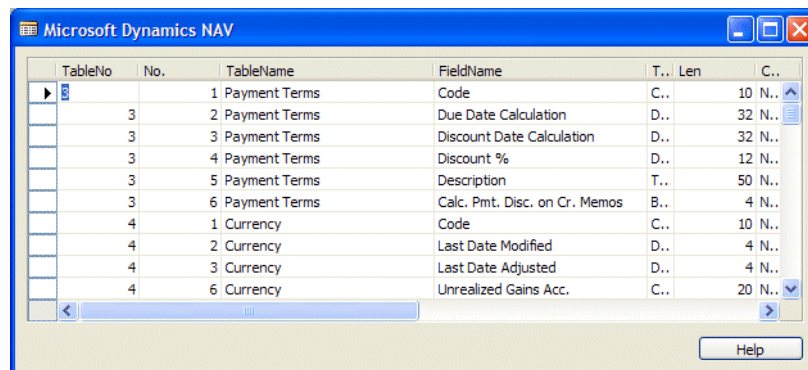 Microsoft Dynamics NAV
TableNo No. TableName FieldName T... Len C...
3 1 Payment Terms Code C... 10 N...
3 2 Payment Terms Due Date Calculation D... 32 N...
3 3 Payment Terms Discount Date Calculation D... 32 N...
3 4 Payment Terms Discount % D... 12 N...
3 5 Payment Terms Description T... 50 N...
3 6 Payment Terms Calc. Pmt. Disc. on Cr. Memos B... 4 N...
4 1 Currency Code C... 10 N...
4 2 Currency Last Date Modified D... 4 N...
4 3 Currency Last Date Adjusted D... 4 N...
4 6 Currency Unrealized Gains Acc. C... 20 N...
Help